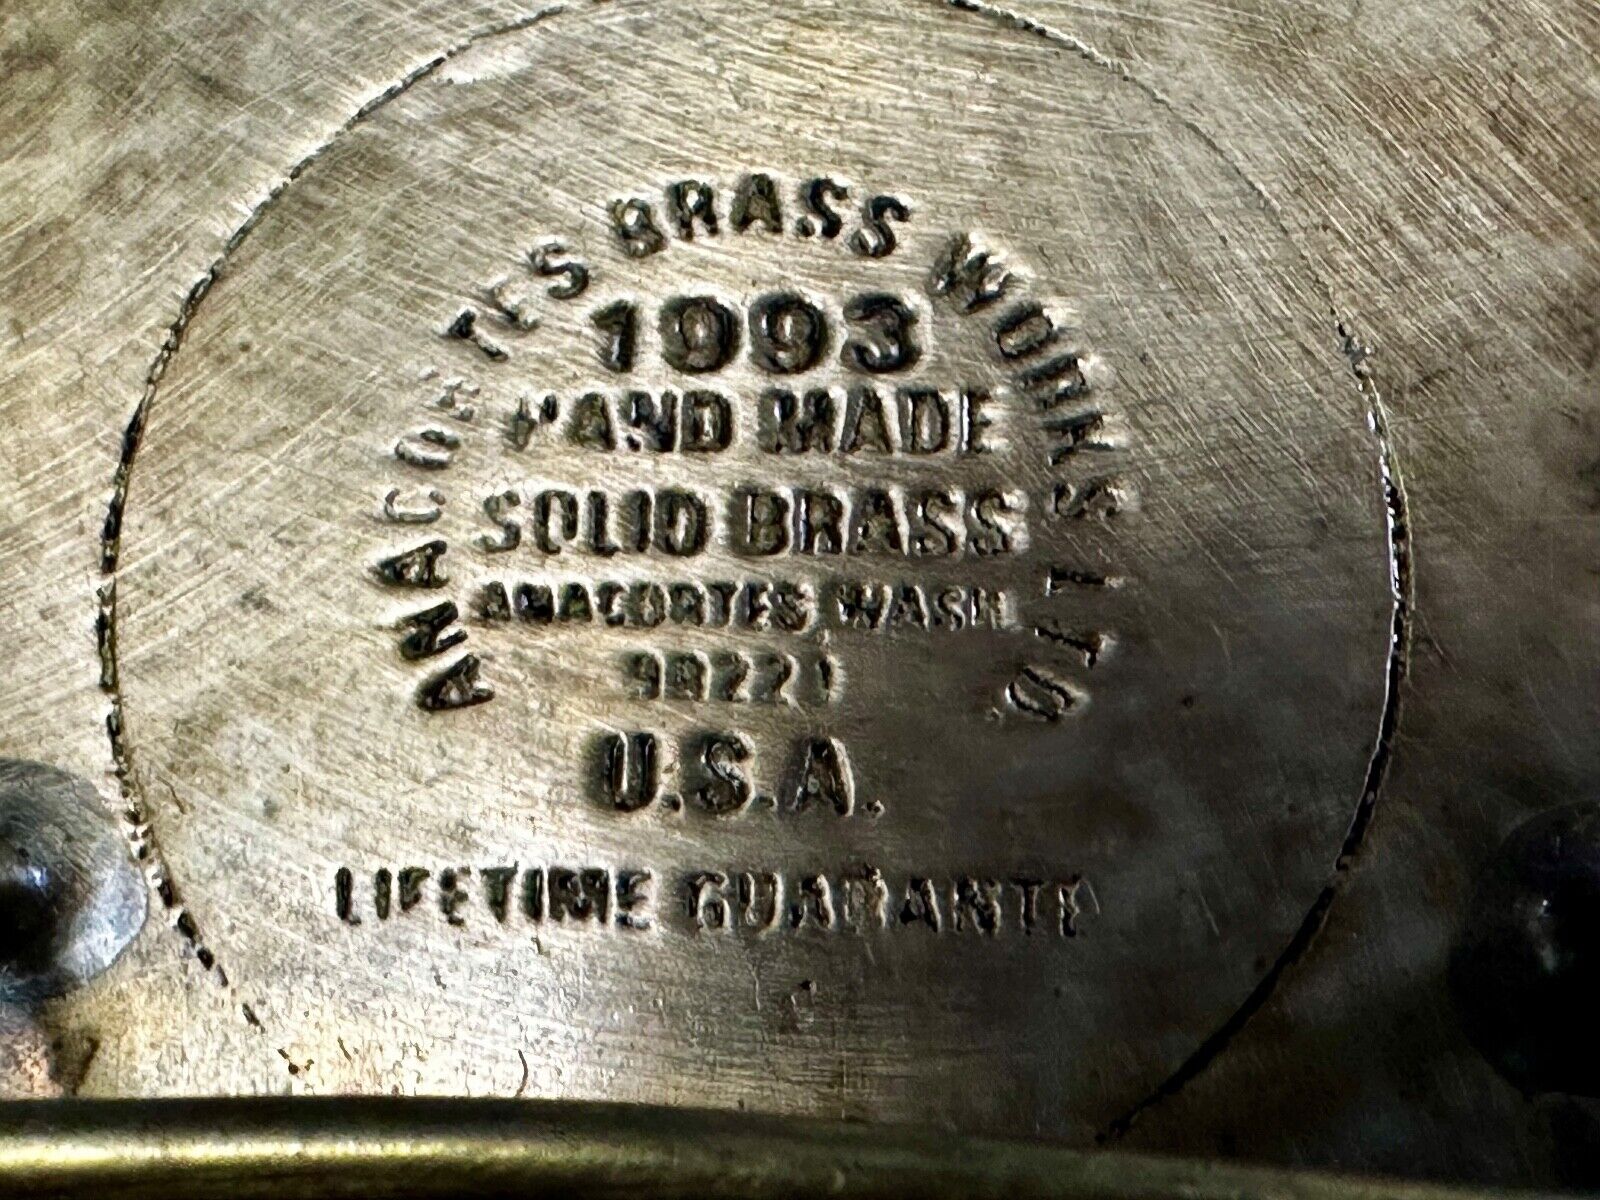 ANACORTES BRASS WORKS LTD.
1993
HAND MADE
SOLID BRASS
ANACORTES WASH
98221
U.S.A.
LIFETIME GUARANTE